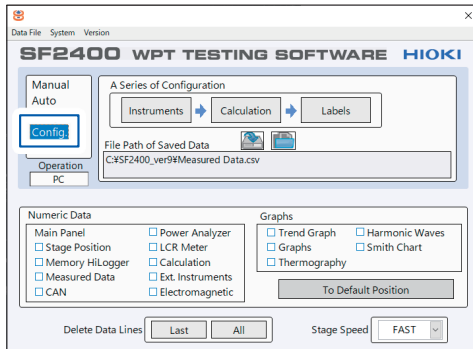 Data File System Version
SF2400 WPT TESTING SOFTWARE HIOKI
Manual
Auto
Config.
Operation
PC
A Series of Configuration
Instruments Calculation Labels
File Path of Saved Data
C:¥SF2400_ver9¥Measured Data.csv
Numeric Data
Main Panel
Stage Position
Memory HiLogger
Measured Data
CAN
Power Analyzer
LCR Meter
Calculation
Ext. Instruments
Electromagnetic
Graphs
Trend Graph
Graphs
Thermography
Harmonic Waves
Smith Chart
To Default Position
Delete Data Lines Last All
Stage Speed FAST